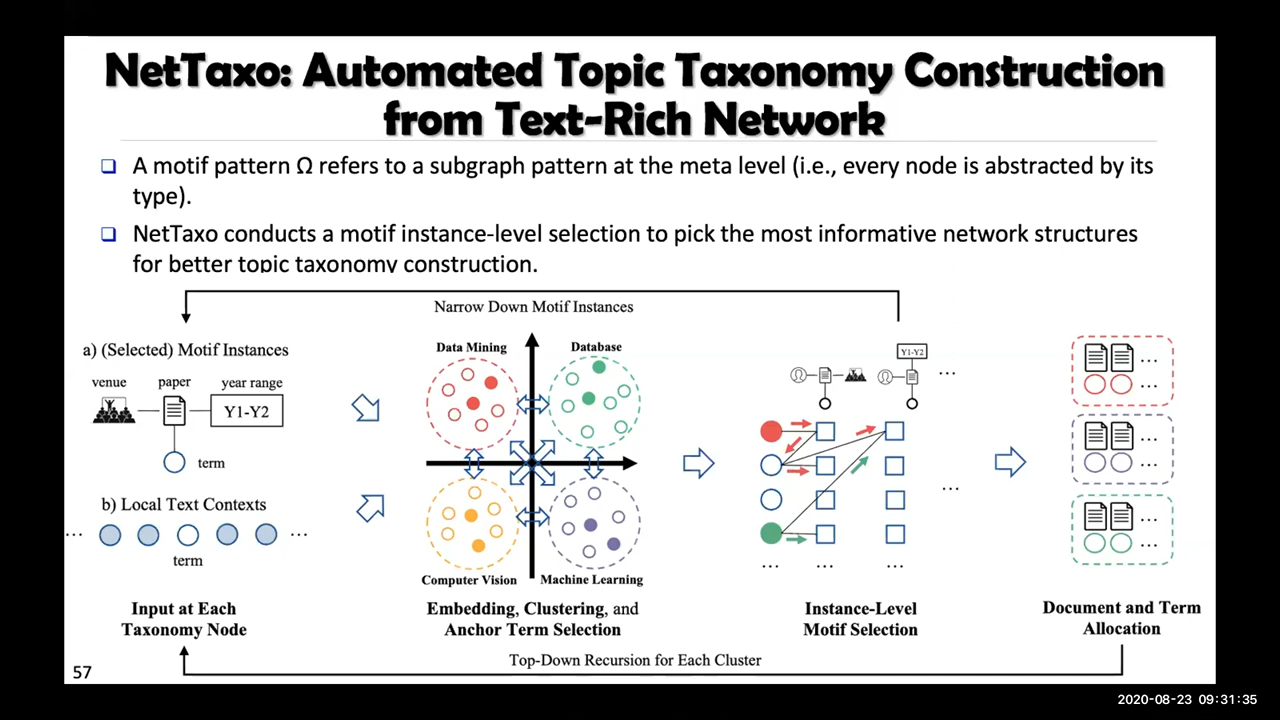 NetTaxo: Automated Topic Taxonomy Construction
from Text-Rich Network
❑ A motif pattern Ω refers to a subgraph pattern at the meta level (i.e., every node is abstracted by its
type).
❑ NetTaxo conducts a motif instance-level selection to pick the most informative network structures
for better topic taxonomy construction.
Narrow Down Motif Instances
a) (Selected) Motif Instances
venue paper year range
Y1-Y2
term
b) Local Text Contexts
... ...
term
Input at Each
Taxonomy Node
Data Mining Database
Computer Vision Machine Learning
Embedding, Clustering, and
Anchor Term Selection
Y1-Y2
...
...
... ... ...
Instance-Level
Motif Selection
...
...
...
...
...
...
Document and Term
Allocation
Top-Down Recursion for Each Cluster
57
2020-08-23 09:31:35